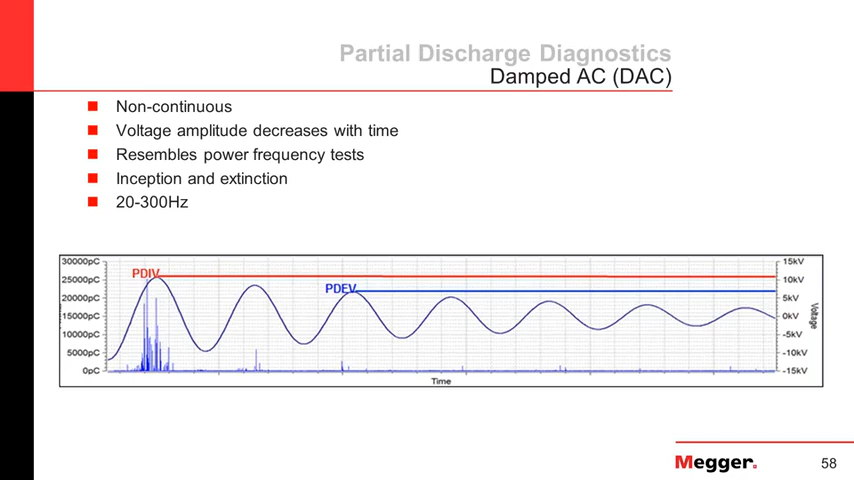 Partial Discharge Diagnostics
Damped AC (DAC)
Non-continuous
Voltage amplitude decreases with time
Resembles power frequency tests
Inception and extinction
20-300Hz
30000pC
25000pC
20000pC
15000pC
10000pC
5000pC
0pC
PDIV
PDEV
15kV
10kV
5kV
0kV
-5kV
-10kV
-15kV
Voltage
Time
Megger.
58